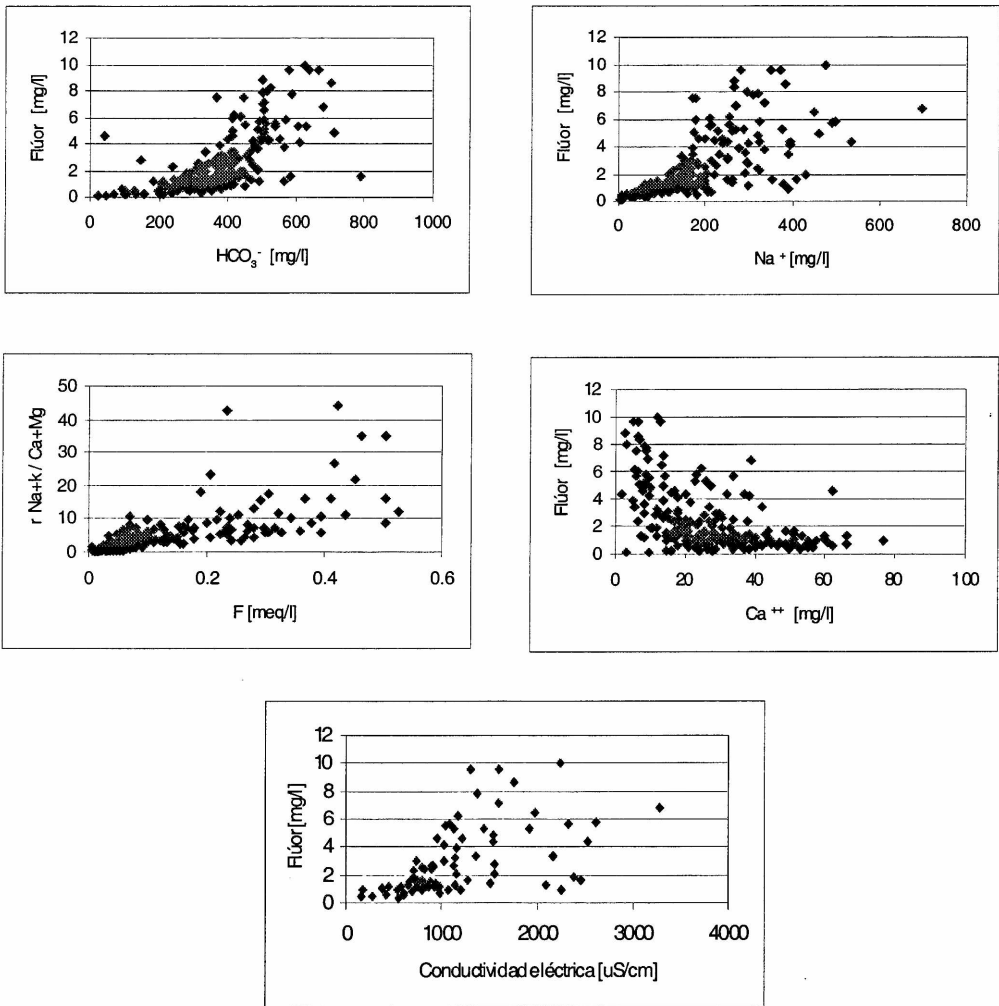 12
10
8
6
4
2
0
Flúor [mg/l]
0 200 400 600 800 1000
HCO₃⁻ [mg/l]
12
10
8
6
4
2
0
Flúor [mg/l]
0 200 400 600 800
Na⁺ [mg/l]
50
40
30
20
10
0
r Na+k / Ca+Mg
0 0.2 0.4 0.6
F [meq/l]
12
10
8
6
4
2
0
Flúor [mg/l]
0 20 40 60 80 100
Ca⁺⁺ [mg/l]
12
10
8
6
4
2
0
Flúor [mg/l]
0 1000 2000 3000 4000
Conductividad eléctrica [uS/cm]